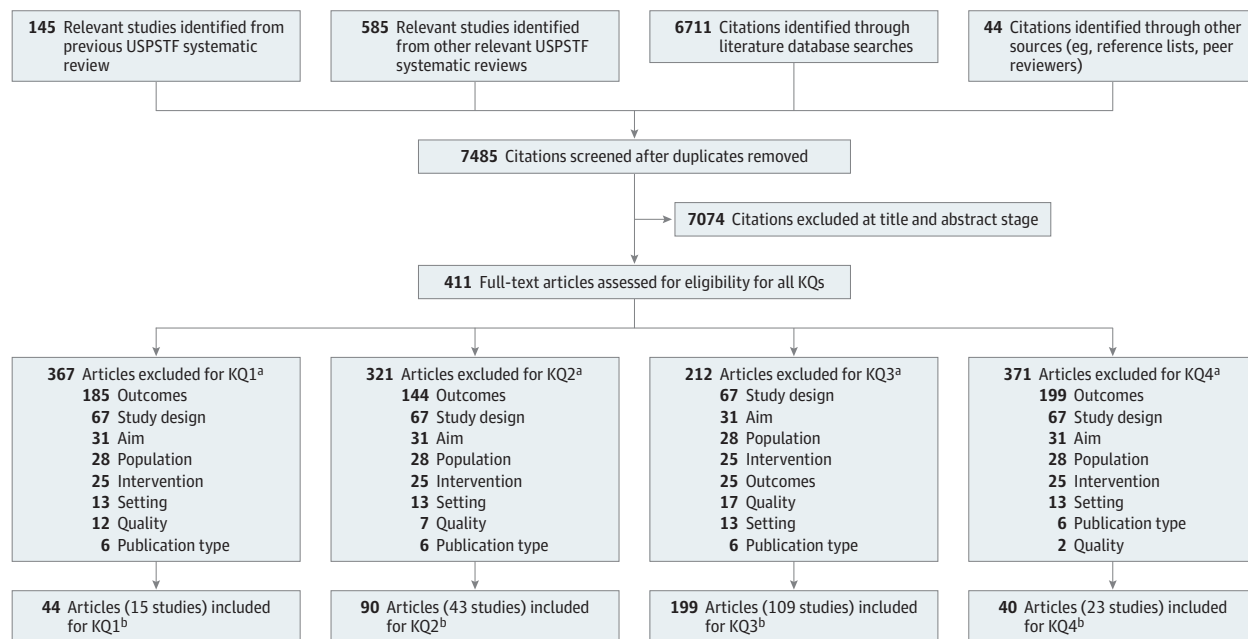 145 Relevant studies identified from
previous USPSTF systematic
review
585 Relevant studies identified
from other relevant USPSTF
systematic reviews
6711 Citations identified through
literature database searches
44 Citations identified through other
sources (eg, reference lists, peer
reviewers)
7485 Citations screened after duplicates removed
7074 Citations excluded at title and abstract stage
411 Full-text articles assessed for eligibility for all KQs
367 Articles excluded for KQ1a
185 Outcomes
67 Study design
31 Aim
28 Population
25 Intervention
13 Setting
12 Quality
6 Publication type
321 Articles excluded for KQ2a
144 Outcomes
67 Study design
31 Aim
28 Population
25 Intervention
13 Setting
7 Quality
6 Publication type
212 Articles excluded for KQ3a
67 Study design
31 Aim
28 Population
25 Intervention
25 Outcomes
17 Quality
13 Setting
6 Publication type
371 Articles excluded for KQ4a
199 Outcomes
67 Study design
31 Aim
28 Population
25 Intervention
13 Setting
6 Publication type
2 Quality
44 Articles (15 studies) included
for KQ1b
90 Articles (43 studies) included
for KQ2b
199 Articles (109 studies) included
for KQ3b
40 Articles (23 studies) included
for KQ4b